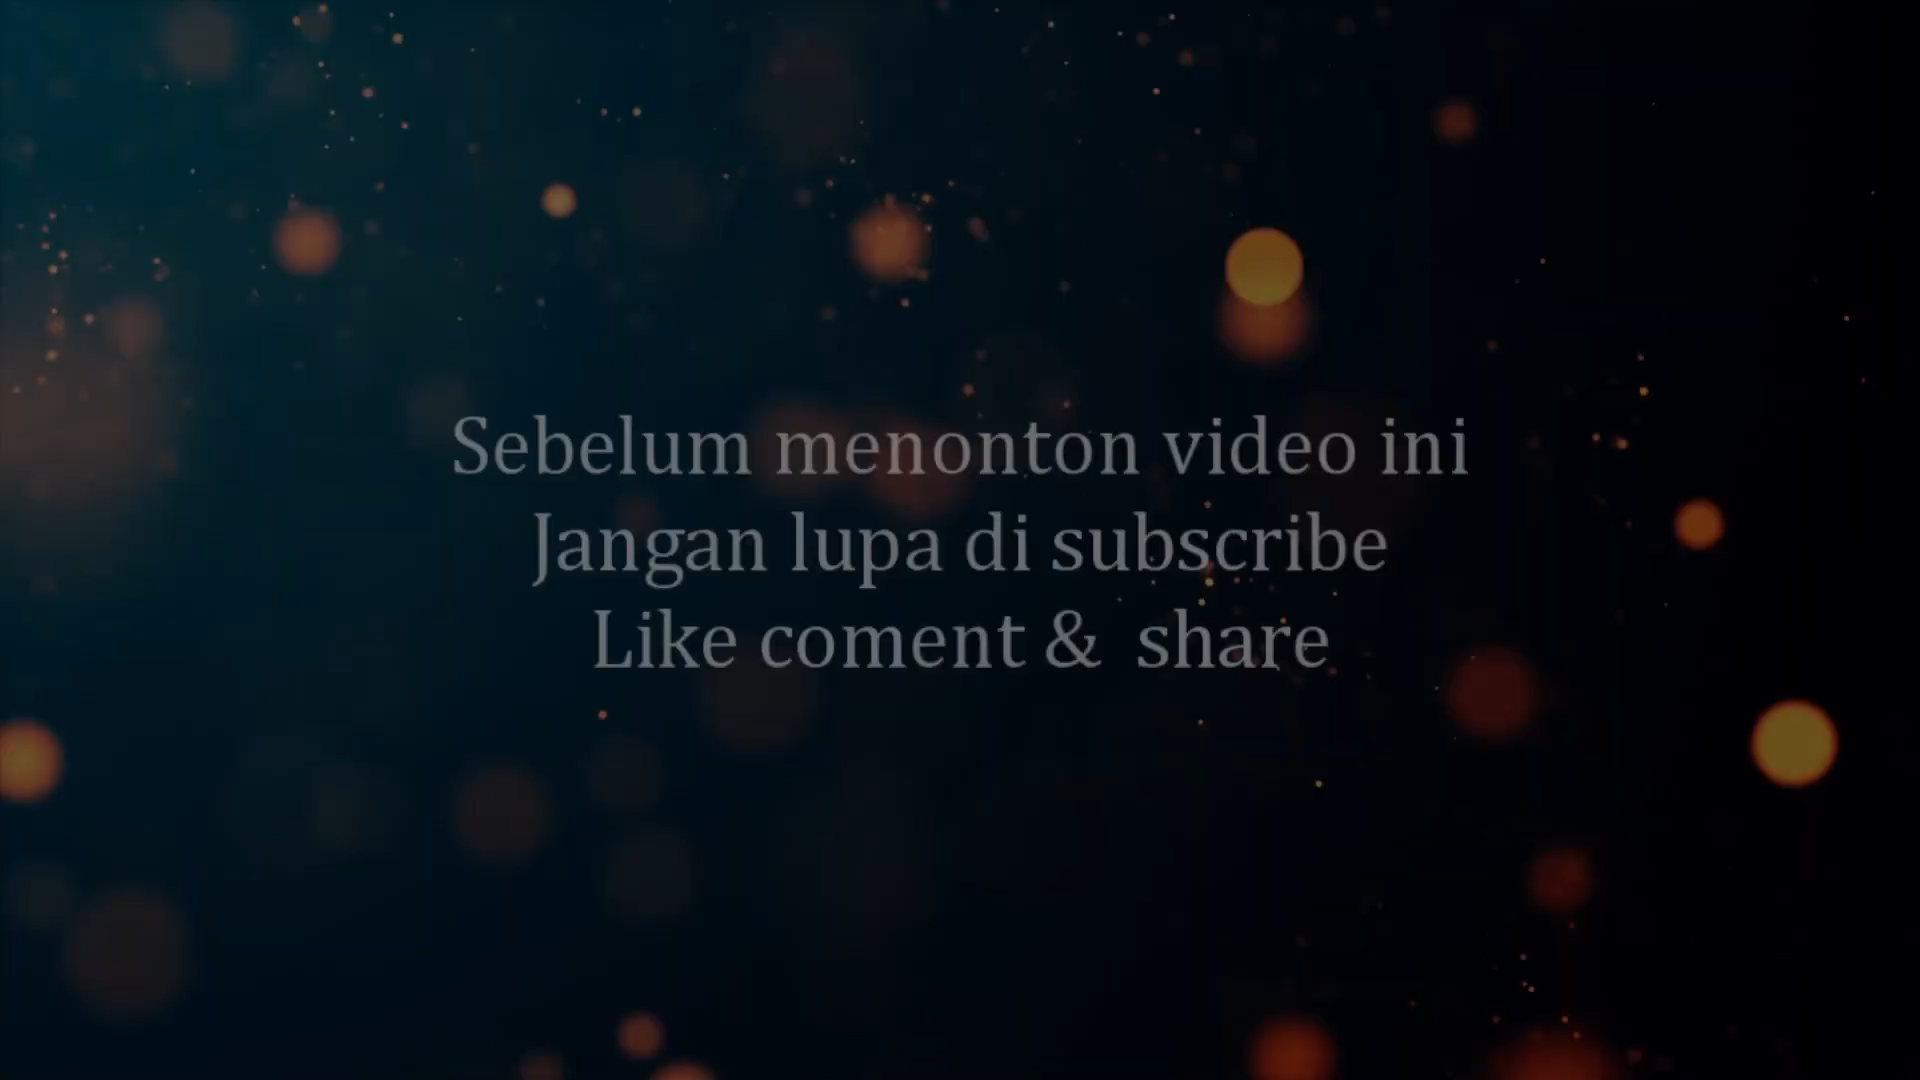 Sebelum menonton video ini
Jangan lupa di subscribe
Like coment & share